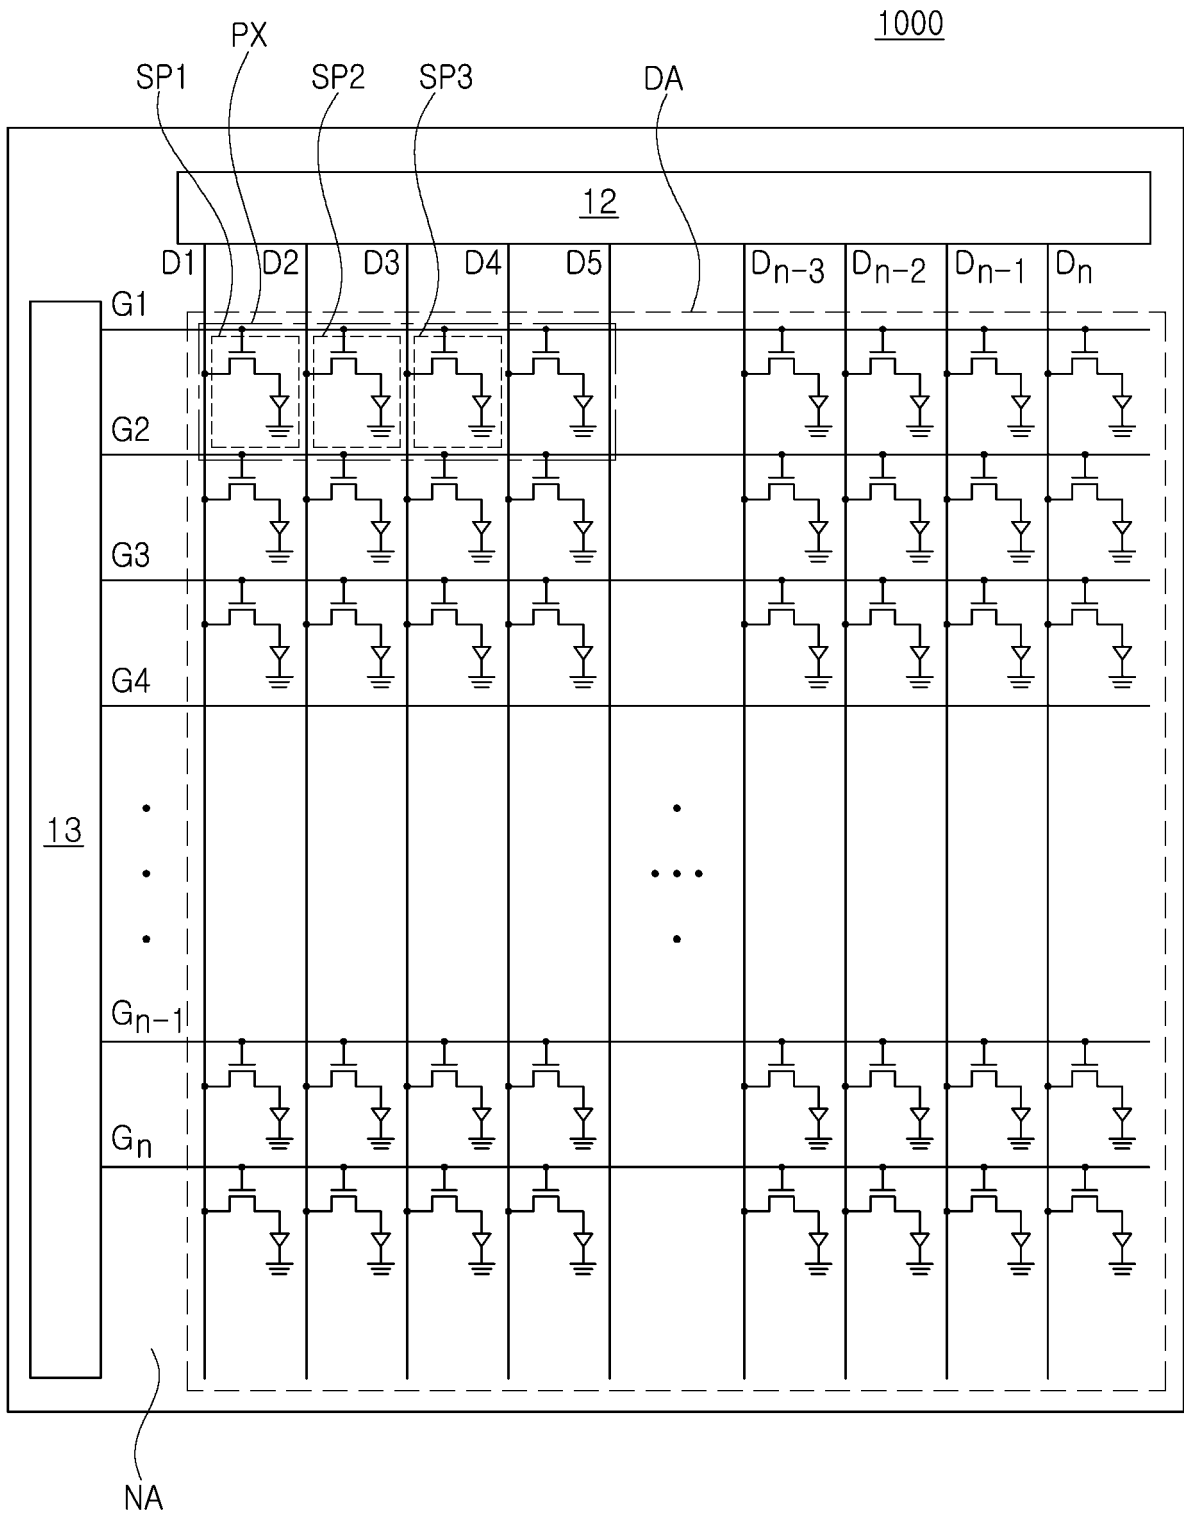 1000
PX
SP1 SP2 SP3 DA
12
D1 D2 D3 D4 D5 Dn-3 Dn-2 Dn-1 Dn
G1
G2
G3
G4
13
Gn-1
Gn
NA